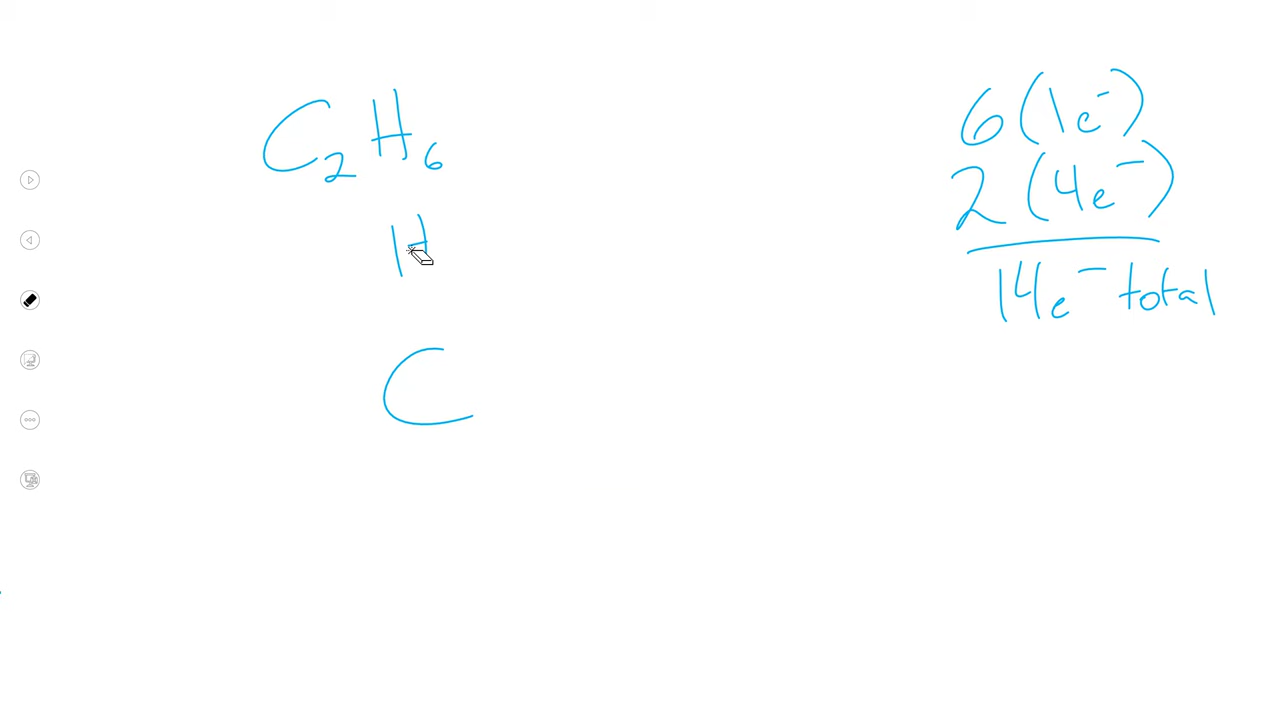 C₂H₆
H
C
6(1e⁻)
2(4e⁻)
14e⁻ total